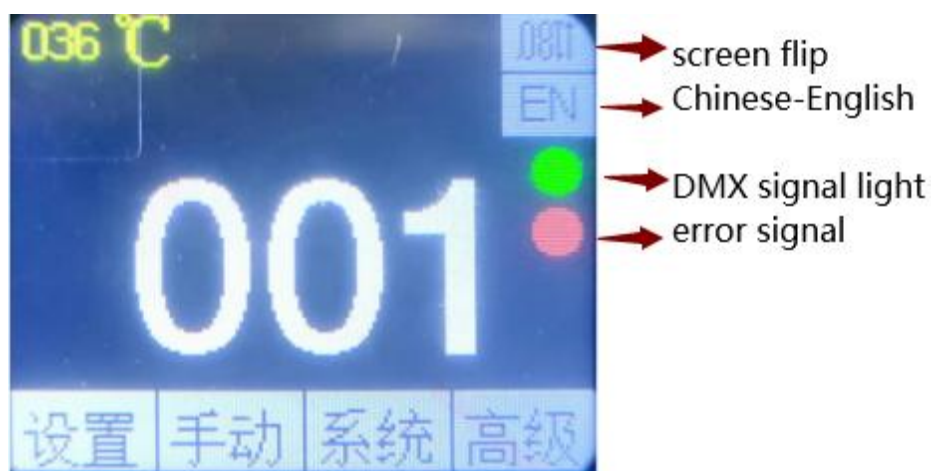 036 ℃
screen flip
EN
Chinese-English
DMX signal light
error signal
001
设置 手动 系统 高级